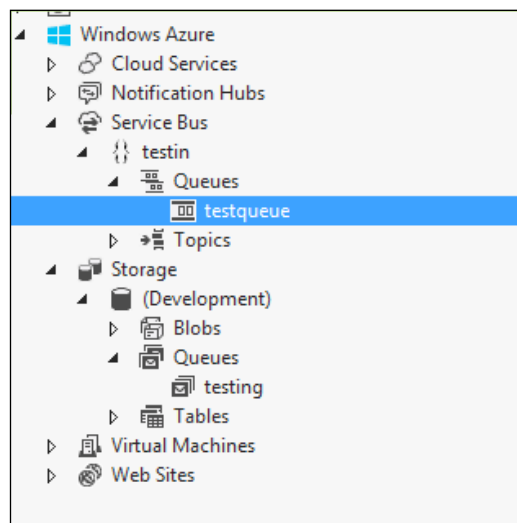 Windows Azure
Cloud Services
Notification Hubs
Service Bus
testin
Queues
testqueue
Topics
Storage
(Development)
Blobs
Queues
testing
Tables
Virtual Machines
Web Sites